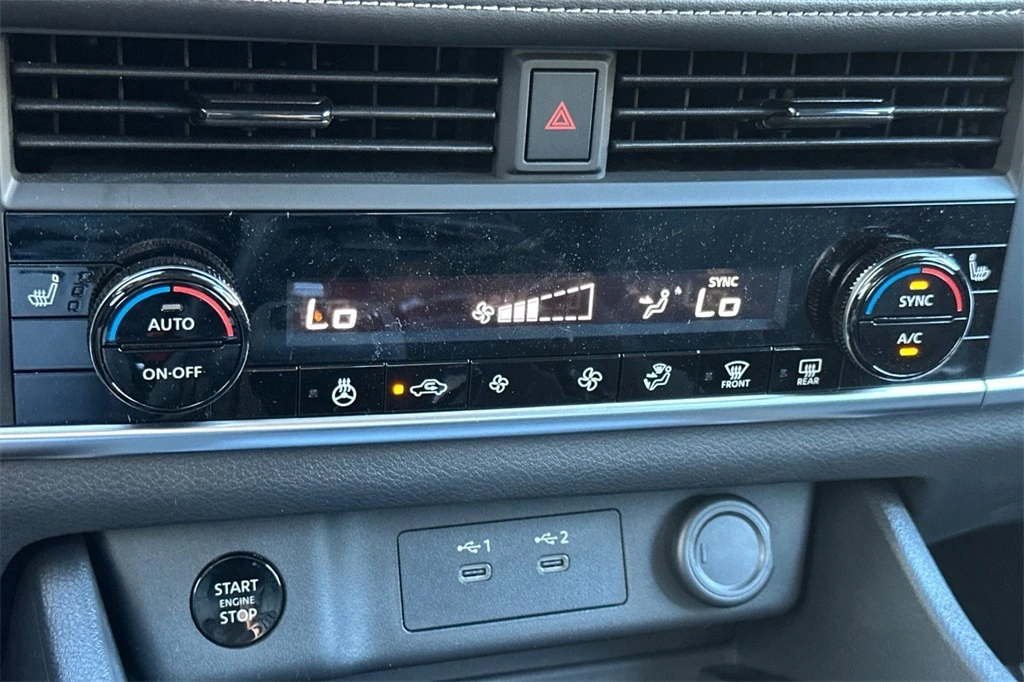 SYNC
Lo
Lo
AUTO
ON·OFF
SYNC
A/C
FRONT
REAR
1
2
START
ENGINE
STOP